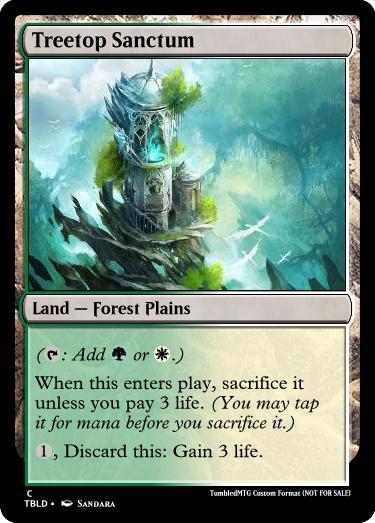 Treetop Sanctum
Land — Forest Plains
(: Add  or .)
When this enters play, sacrifice it
unless you pay 3 life. (You may tap
it for mana before you sacrifice it.)
1, Discard this: Gain 3 life.
C
TBLD • Sandara
TumbledMTG Custom Format (NOT FOR SALE)